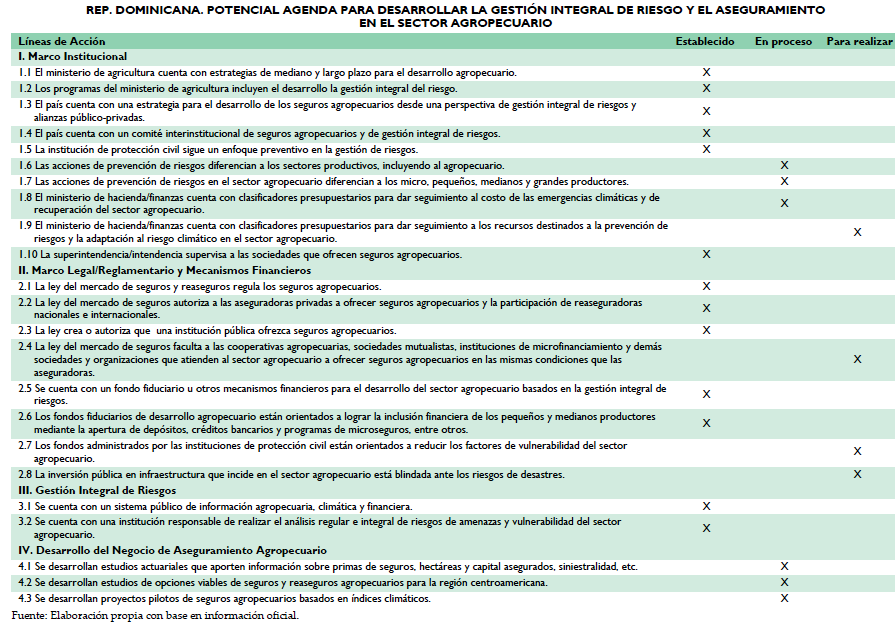 REP. DOMINICANA. POTENCIAL AGENDA PARA DESARROLLAR LA GESTIÓN INTEGRAL DE RIESGO Y EL ASEGURAMIENTO
EN EL SECTOR AGROPECUARIO
Líneas de Acción Establecido En proceso Para realizar
I. Marco Institucional
1.1 El ministerio de agricultura cuenta con estrategias de mediano y largo plazo para el desarrollo agropecuario. X
1.2 Los programas del ministerio de agricultura incluyen el desarrollo la gestión integral del riesgo. X
1.3 El país cuenta con una estrategia para el desarrollo de los seguros agropecuarios desde una perspectiva de gestión integral de riesgos y
alianzas público-privadas. X
1.4 El país cuenta con un comité interinstitucional de seguros agropecuarios y de gestión integral de riesgos. X
1.5 La institución de protección civil sigue un enfoque preventivo en la gestión de riesgos. X
1.6 Las acciones de prevención de riesgos diferencian a los sectores productivos, incluyendo al agropecuario. X
1.7 Las acciones de prevención de riesgos en el sector agropecuario diferencian a los micro, pequeños, medianos y grandes productores. X
1.8 El ministerio de hacienda/finanzas cuenta con clasificadores presupuestarios para dar seguimiento al costo de las emergencias climáticas y de
recuperación del sector agropecuario. X
1.9 El ministerio de hacienda/finanzas cuenta con clasificadores presupuestarios para dar seguimiento a los recursos destinados a la prevención de
riesgos y la adaptación al riesgo climático en el sector agropecuario. X
1.10 La superintendencia/intendencia supervisa a las sociedades que ofrecen seguros agropecuarios. X
II. Marco Legal/Reglamentario y Mecanismos Financieros
2.1 La ley del mercado de seguros y reaseguros regula los seguros agropecuarios. X
2.2 La ley del mercado de seguros autoriza a las aseguradoras privadas a ofrecer seguros agropecuarios y la participación de reaseguradoras
nacionales e internacionales. X
2.3 La ley crea o autoriza que una institución pública ofrezca seguros agropecuarios. X
2.4 La ley del mercado de seguros faculta a las cooperativas agropecuarias, sociedades mutualistas, instituciones de microfinanciamiento y demás
sociedades y organizaciones que atienden al sector agropecuario a ofrecer seguros agropecuarios en las mismas condiciones que las
aseguradoras. X
2.5 Se cuenta con un fondo fiduciario u otros mecanismos financieros para el desarrollo del sector agropecuario basados en la gestión integral de
riesgos. X
2.6 Los fondos fiduciarios de desarrollo agropecuario están orientados a lograr la inclusión financiera de los pequeños y medianos productores
mediante la apertura de depósitos, créditos bancarios y programas de microseguros, entre otros. X
2.7 Los fondos administrados por las instituciones de protección civil están orientados a reducir los factores de vulnerabilidad del sector
agropecuario. X
2.8 La inversión pública en infraestructura que incide en el sector agropecuario está blindada ante los riesgos de desastres. X
III. Gestión Integral de Riesgos
3.1 Se cuenta con un sistema público de información agropecuaria, climática y financiera. X
3.2 Se cuenta con una institución responsable de realizar el análisis regular e integral de riesgos de amenazas y vulnerabilidad del sector
agropecuario. X
IV. Desarrollo del Negocio de Aseguramiento Agropecuario
4.1 Se desarrollan estudios actuariales que aporten información sobre primas de seguros, hectáreas y capital asegurados, siniestralidad, etc. X
4.2 Se desarrollan estudios de opciones viables de seguros y reaseguros agropecuarios para la región centroamericana. X
4.3 Se desarrollan proyectos pilotos de seguros agropecuarios basados en índices climáticos. X
Fuente: Elaboración propia con base en información oficial.